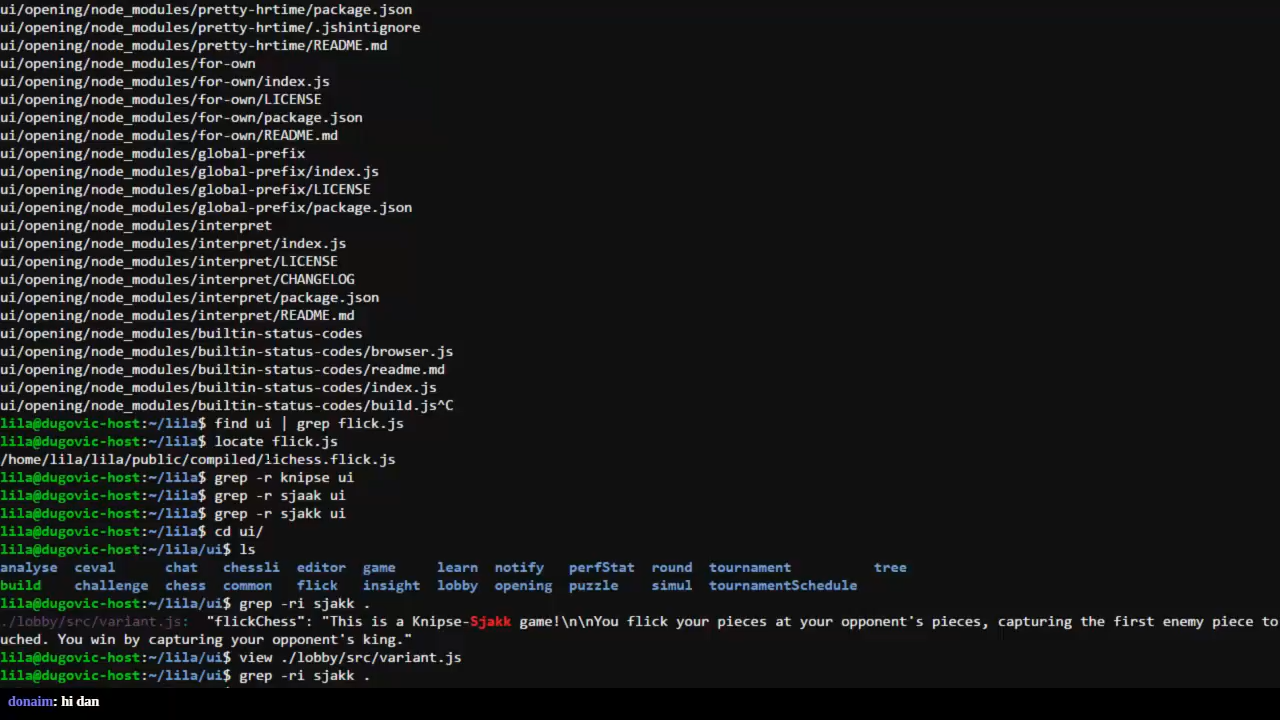 ui/opening/node_modules/pretty-hrtime/package.json
ui/opening/node_modules/pretty-hrtime/.jshintignore
ui/opening/node_modules/pretty-hrtime/README.md
ui/opening/node_modules/for-own
ui/opening/node_modules/for-own/index.js
ui/opening/node_modules/for-own/LICENSE
ui/opening/node_modules/for-own/package.json
ui/opening/node_modules/for-own/README.md
ui/opening/node_modules/global-prefix
ui/opening/node_modules/global-prefix/index.js
ui/opening/node_modules/global-prefix/LICENSE
ui/opening/node_modules/global-prefix/package.json
ui/opening/node_modules/interpret
ui/opening/node_modules/interpret/index.js
ui/opening/node_modules/interpret/LICENSE
ui/opening/node_modules/interpret/CHANGELOG
ui/opening/node_modules/interpret/package.json
ui/opening/node_modules/interpret/README.md
ui/opening/node_modules/builtin-status-codes
ui/opening/node_modules/builtin-status-codes/browser.js
ui/opening/node_modules/builtin-status-codes/readme.md
ui/opening/node_modules/builtin-status-codes/index.js
ui/opening/node_modules/builtin-status-codes/build.js^C
lila@dugovic-host:~/lila$ find ui | grep flick.js
lila@dugovic-host:~/lila$ locate flick.js
/home/lila/lila/public/compiled/lichess.flick.js
lila@dugovic-host:~/lila$ grep -r knipse ui
lila@dugovic-host:~/lila$ grep -r sjaak ui
lila@dugovic-host:~/lila$ grep -r sjakk ui
lila@dugovic-host:~/lila$ cd ui/
lila@dugovic-host:~/lila/ui$ ls
analyse ceval chat chessli editor game learn notify perfStat round tournament tree
build challenge chess common flick insight lobby opening puzzle simul tournamentSchedule
lila@dugovic-host:~/lila/ui$ grep -ri sjakk .
./lobby/src/variant.js: "flickChess": "This is a Knipse-Sjakk game!\n\nYou flick your pieces at your opponent's pieces, capturing the first enemy piece to
uched. You win by capturing your opponent's king."
lila@dugovic-host:~/lila/ui$ view ./lobby/src/variant.js
lila@dugovic-host:~/lila/ui$ grep -ri sjakk .
donaim: hi dan